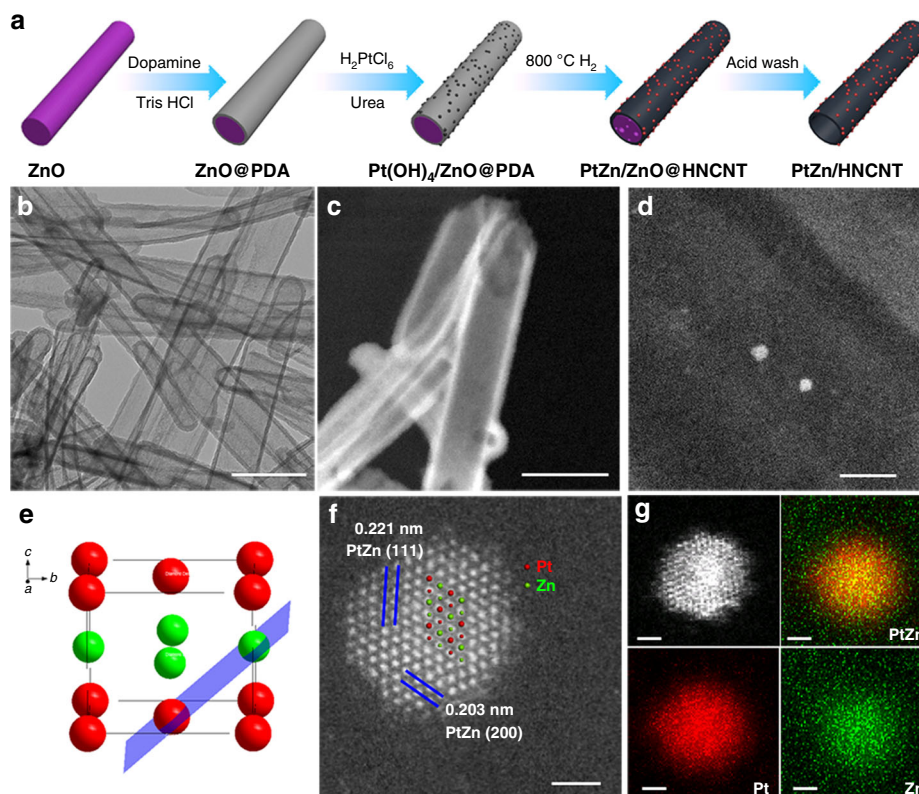 a
Dopamine
Tris HCl
H₂PtCl₆
Urea
800 °C H₂
Acid wash
ZnO
ZnO@PDA
Pt(OH)₄/ZnO@PDA
PtZn/ZnO@HNCNT
PtZn/HNCNT
b
c
d
e
c
b
a
f
0.221 nm
PtZn (111)
Pt
Zn
0.203 nm
PtZn (200)
g
PtZn
Pt
Zn